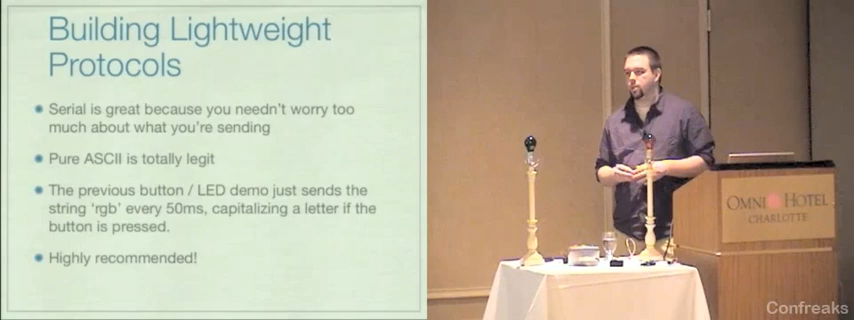 Building Lightweight
Protocols
Serial is great because you needn't worry too
much about what you're sending
Pure ASCII is totally legit
The previous button / LED demo just sends the
string 'rgb' every 50ms, capitalizing a letter if the
button is pressed.
Highly recommended!
OMNI HOTEL
CHARLOTTE
Confreaks